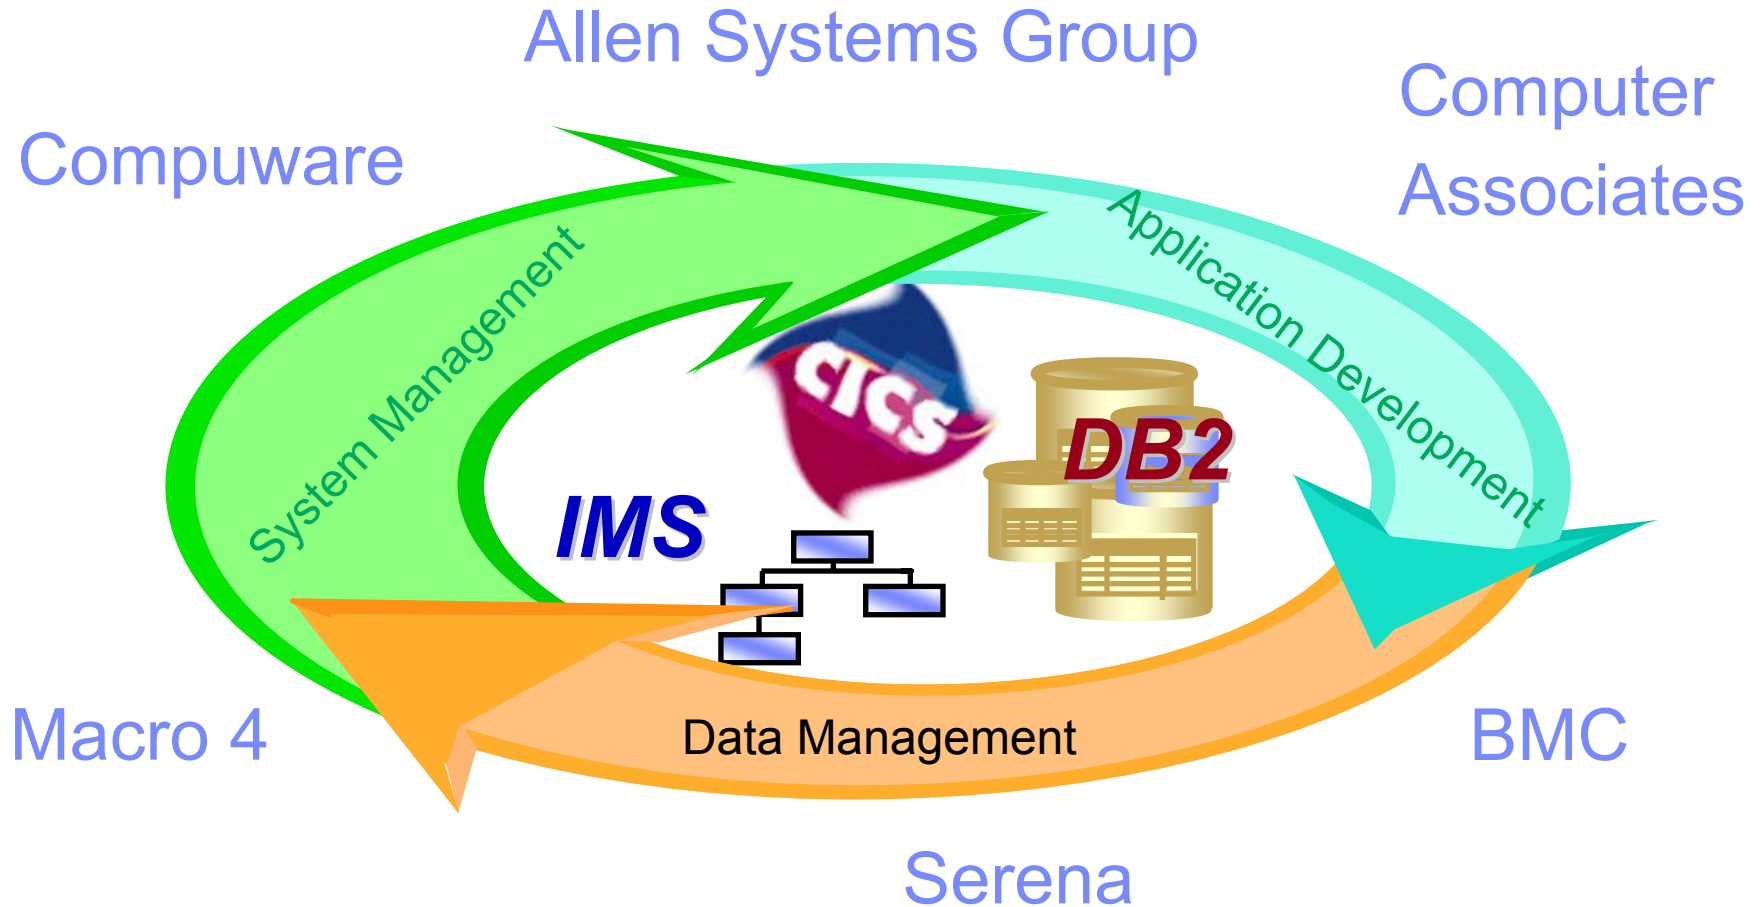 Allen Systems Group
Computer
Associates
Compuware
Application Development
System Management
CICS
DB2
IMS
Macro 4
Data Management
BMC
Serena